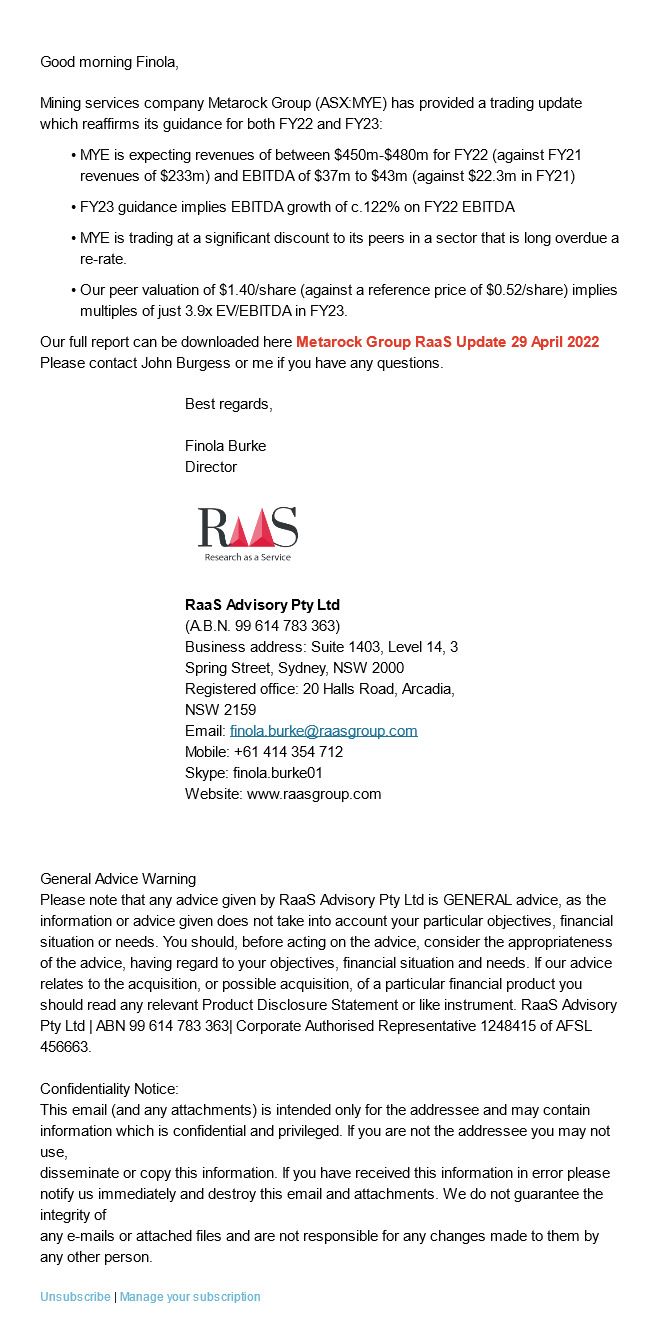 Good morning Finola,
Mining services company Metarock Group (ASX:MYE) has provided a trading update
which reaffirms its guidance for both FY22 and FY23:
• MYE is expecting revenues of between $450m-$480m for FY22 (against FY21
revenues of $233m) and EBITDA of $37m to $43m (against $22.3m in FY21)
• FY23 guidance implies EBITDA growth of c.122% on FY22 EBITDA
• MYE is trading at a significant discount to its peers in a sector that is long overdue a
re-rate.
• Our peer valuation of $1.40/share (against a reference price of $0.52/share) implies
multiples of just 3.9x EV/EBITDA in FY23.
Our full report can be downloaded here Metarock Group RaaS Update 29 April 2022
Please contact John Burgess or me if you have any questions.
Best regards,
Finola Burke
Director
RAAS
Research as a Service
RaaS Advisory Pty Ltd
(A.B.N. 99 614 783 363)
Business address: Suite 1403, Level 14, 3
Spring Street, Sydney, NSW 2000
Registered office: 20 Halls Road, Arcadia,
NSW 2159
Email: finola.burke@raasgroup.com
Mobile: +61 414 354 712
Skype: finola.burke01
Website: www.raasgroup.com
General Advice Warning
Please note that any advice given by RaaS Advisory Pty Ltd is GENERAL advice, as the
information or advice given does not take into account your particular objectives, financial
situation or needs. You should, before acting on the advice, consider the appropriateness
of the advice, having regard to your objectives, financial situation and needs. If our advice
relates to the acquisition, or possible acquisition, of a particular financial product you
should read any relevant Product Disclosure Statement or like instrument. RaaS Advisory
Pty Ltd | ABN 99 614 783 363| Corporate Authorised Representative 1248415 of AFSL
456663.
Confidentiality Notice:
This email (and any attachments) is intended only for the addressee and may contain
information which is confidential and privileged. If you are not the addressee you may not
use,
disseminate or copy this information. If you have received this information in error please
notify us immediately and destroy this email and attachments. We do not guarantee the
integrity of
any e-mails or attached files and are not responsible for any changes made to them by
any other person.
Unsubscribe | Manage your subscription